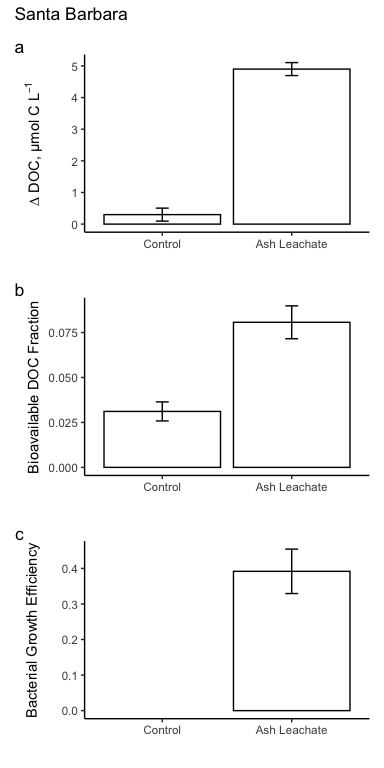 Santa Barbara
a
Δ DOC, μmol C L⁻¹
5
4
3
2
1
0
Control Ash Leachate
b
Bioavailable DOC Fraction
0.075
0.050
0.025
0.000
Control Ash Leachate
c
Bacterial Growth Efficiency
0.4
0.3
0.2
0.1
0.0
Control Ash Leachate